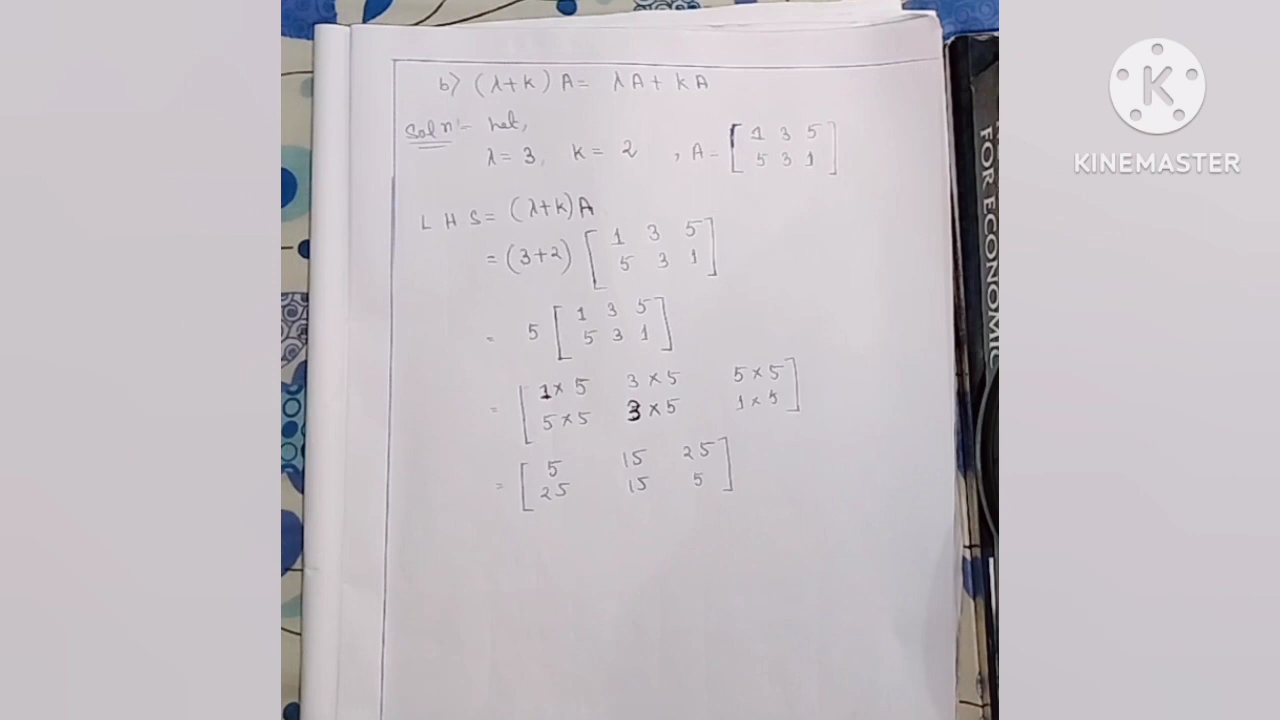 b) (λ+k) A = λA + kA
Solⁿ:- Let,
λ = 3, k = 2 , A = [ 1 3 5
5 3 1 ]
L H S = (λ+k)A
= (3+2) [ 1 3 5
5 3 1 ]
= 5 [ 1 3 5
5 3 1 ]
= [ 1×5 3×5 5×5
5×5 3×5 1×5 ]
= [ 5 15 25
25 15 5 ]
KINEMASTER
FOR ECONOMIC